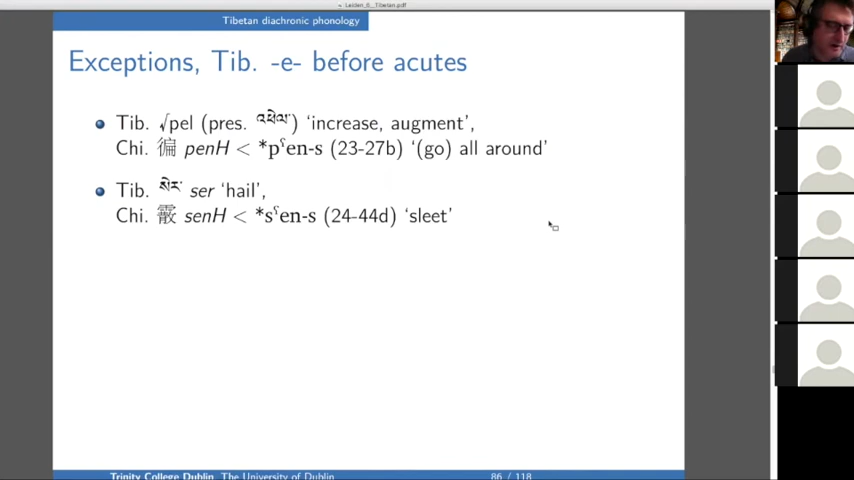 Leiden_6__Tibetan.pdf
Tibetan diachronic phonology
Exceptions, Tib. -e- before acutes
Tib. √pel (pres. འཕེལ་) ‘increase, augment’,
Chi. 徧 penH < *pˤen-s (23-27b) ‘(go) all around’
Tib. སེར་ ser ‘hail’,
Chi. 霰 senH < *sˤen-s (24-44d) ‘sleet’
Trinity College Dublin, The University of Dublin
86 / 118